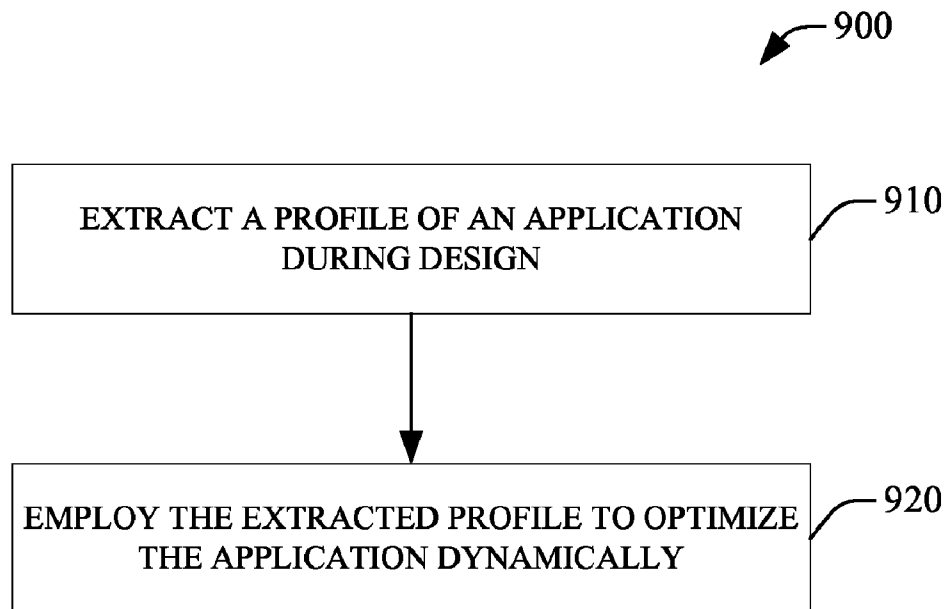 900
EXTRACT A PROFILE OF AN APPLICATION
DURING DESIGN
910
EMPLOY THE EXTRACTED PROFILE TO OPTIMIZE
THE APPLICATION DYNAMICALLY
920